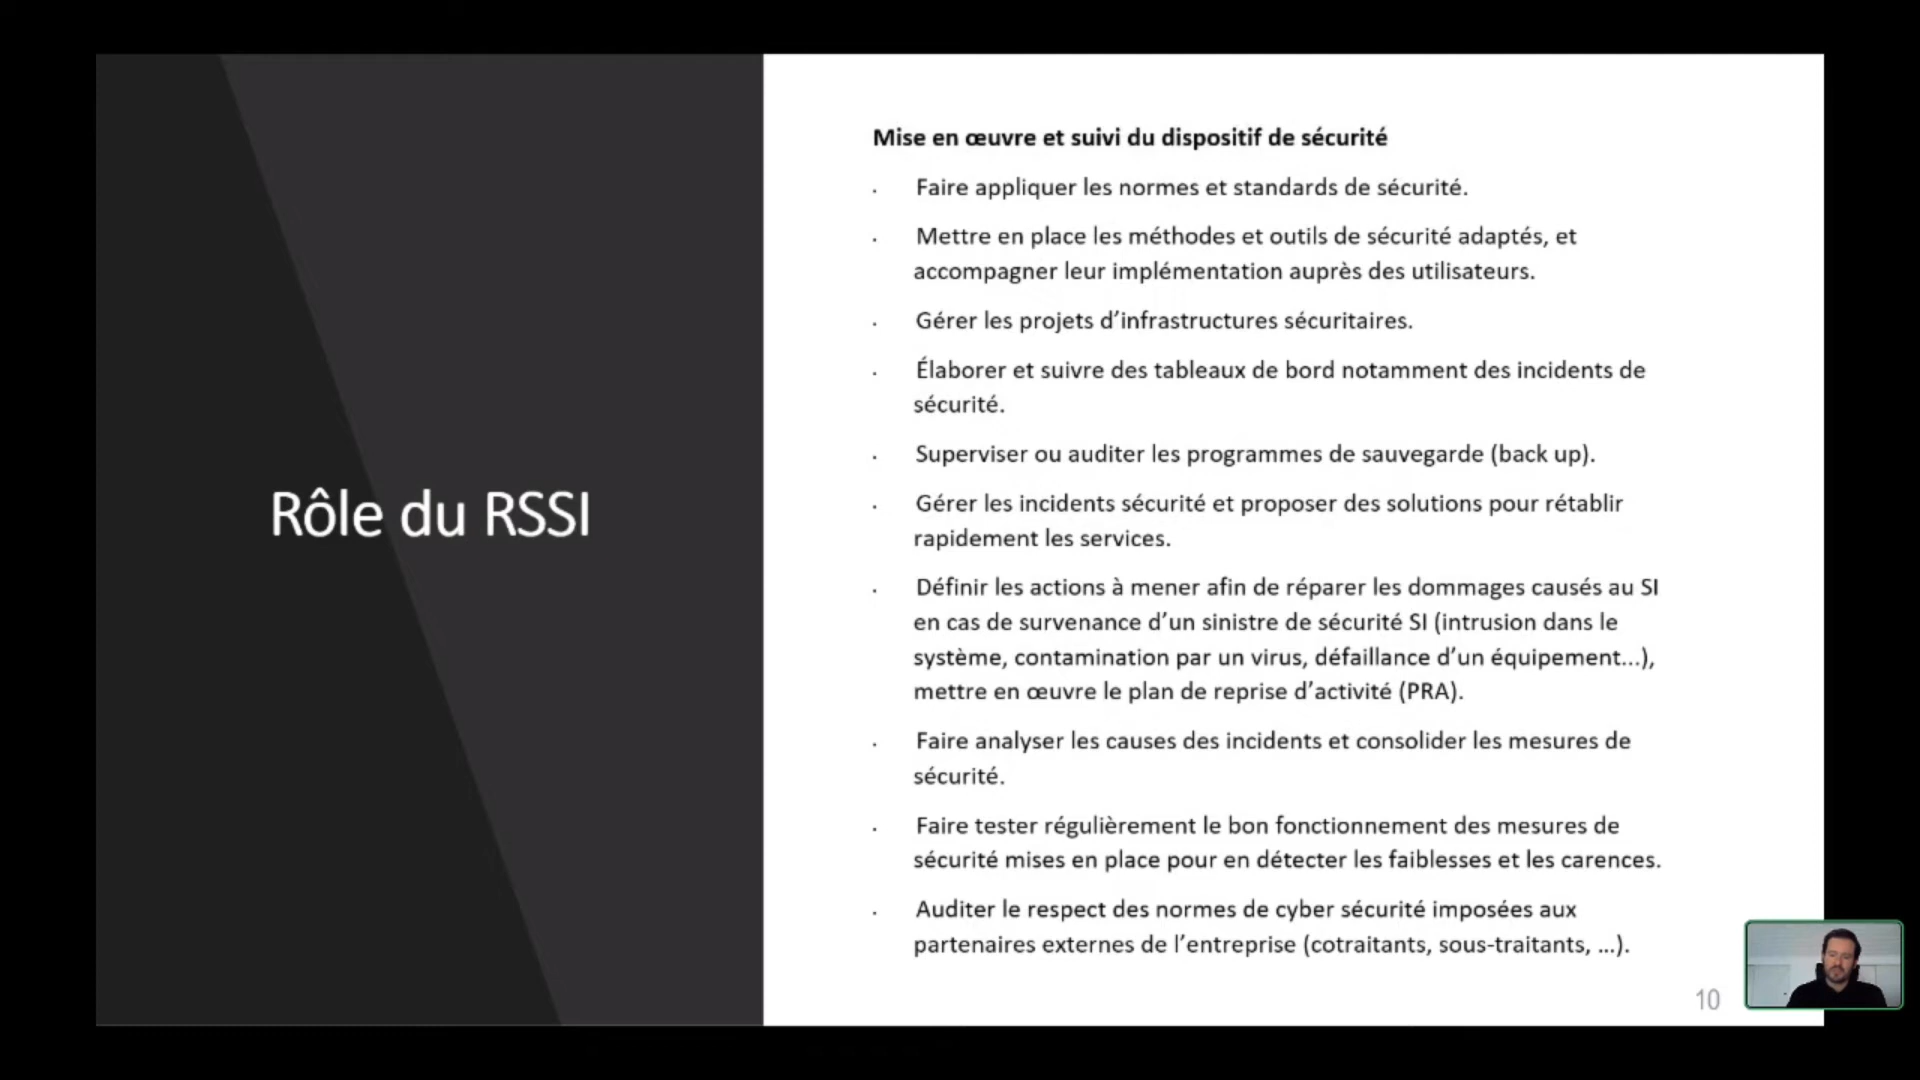 Rôle du RSSI
Mise en œuvre et suivi du dispositif de sécurité
. Faire appliquer les normes et standards de sécurité.
. Mettre en place les méthodes et outils de sécurité adaptés, et
accompagner leur implémentation auprès des utilisateurs.
. Gérer les projets d’infrastructures sécuritaires.
. Élaborer et suivre des tableaux de bord notamment des incidents de
sécurité.
. Superviser ou auditer les programmes de sauvegarde (back up).
. Gérer les incidents sécurité et proposer des solutions pour rétablir
rapidement les services.
. Définir les actions à mener afin de réparer les dommages causés au SI
en cas de survenance d’un sinistre de sécurité SI (intrusion dans le
système, contamination par un virus, défaillance d’un équipement...),
mettre en œuvre le plan de reprise d’activité (PRA).
. Faire analyser les causes des incidents et consolider les mesures de
sécurité.
. Faire tester régulièrement le bon fonctionnement des mesures de
sécurité mises en place pour en détecter les faiblesses et les carences.
. Auditer le respect des normes de cyber sécurité imposées aux
partenaires externes de l’entreprise (cotraitants, sous-traitants, ...).
10